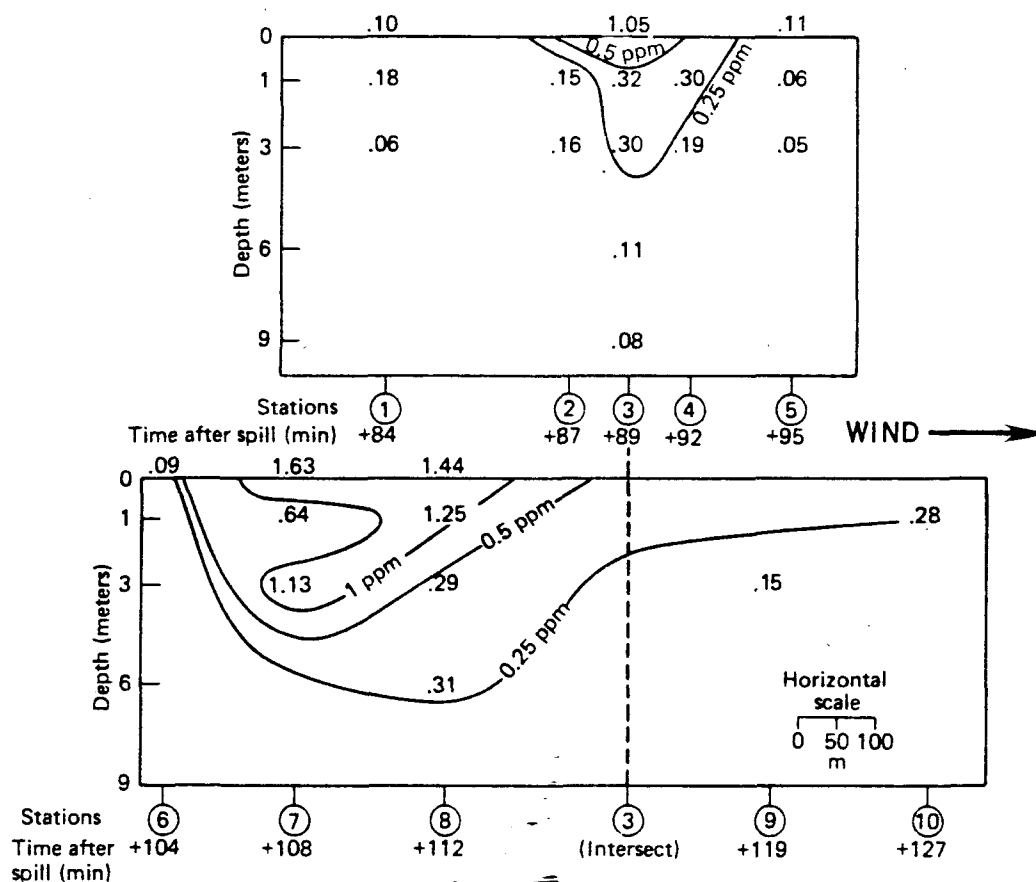 .10 1.05 .11
0 0.5 ppm
1 .18 .15 .32 .30 0.25 ppm .06
3 .06 .16 .30 .19 .05
Depth (meters)
6 .11
9 .08
Stations 1 2 3 4 5
Time after spill (min) +84 +87 +89 +92 +95 WIND
0 .09 1.63 1.44
1 .64 1.25 0.5 ppm .28
3 1.13 1 ppm .29 .15
Depth (meters)
0.25 ppm
6 .31
Horizontal
scale
0 50 100
m
9
Stations 6 7 8 3 9 10
Time after +104 +108 +112 (Intersect) +119 +127
spill (min)